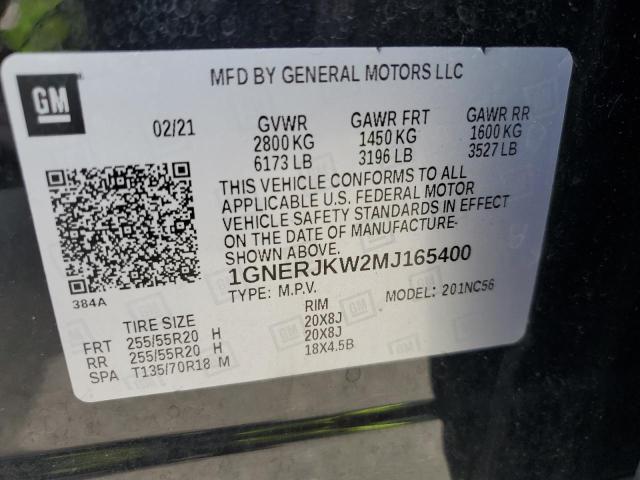 GM
MFD BY GENERAL MOTORS LLC
02/21 GVWR GAWR FRT GAWR RR
2800 KG 1450 KG 1600 KG
6173 LB 3196 LB 3527 LB
THIS VEHICLE CONFORMS TO ALL
APPLICABLE U.S. FEDERAL MOTOR
VEHICLE SAFETY STANDARDS IN EFFECT
ON THE DATE OF MANUFACTURE
SHOWN ABOVE.
384A
1GNERJKW2MJ165400
TYPE: M.P.V. MODEL: 201NC56
TIRE SIZE RIM
FRT 255/55R20 H 20X8J
RR 255/55R20 H 20X8J
SPA T135/70R18 M 18X4.5B